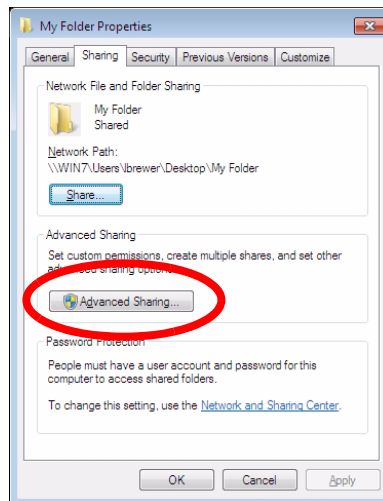 My Folder Properties
General Sharing Security Previous Versions Customize
Network File and Folder Sharing
My Folder
Shared
Network Path:
\\WIN7\Users\lbrewer\Desktop\My Folder
Share...
Advanced Sharing
Set custom permissions, create multiple shares, and set other
advanced sharing options.
Advanced Sharing...
Password Protection
People must have a user account and password for this
computer to access shared folders.
To change this setting, use the Network and Sharing Center.
OK Cancel Apply